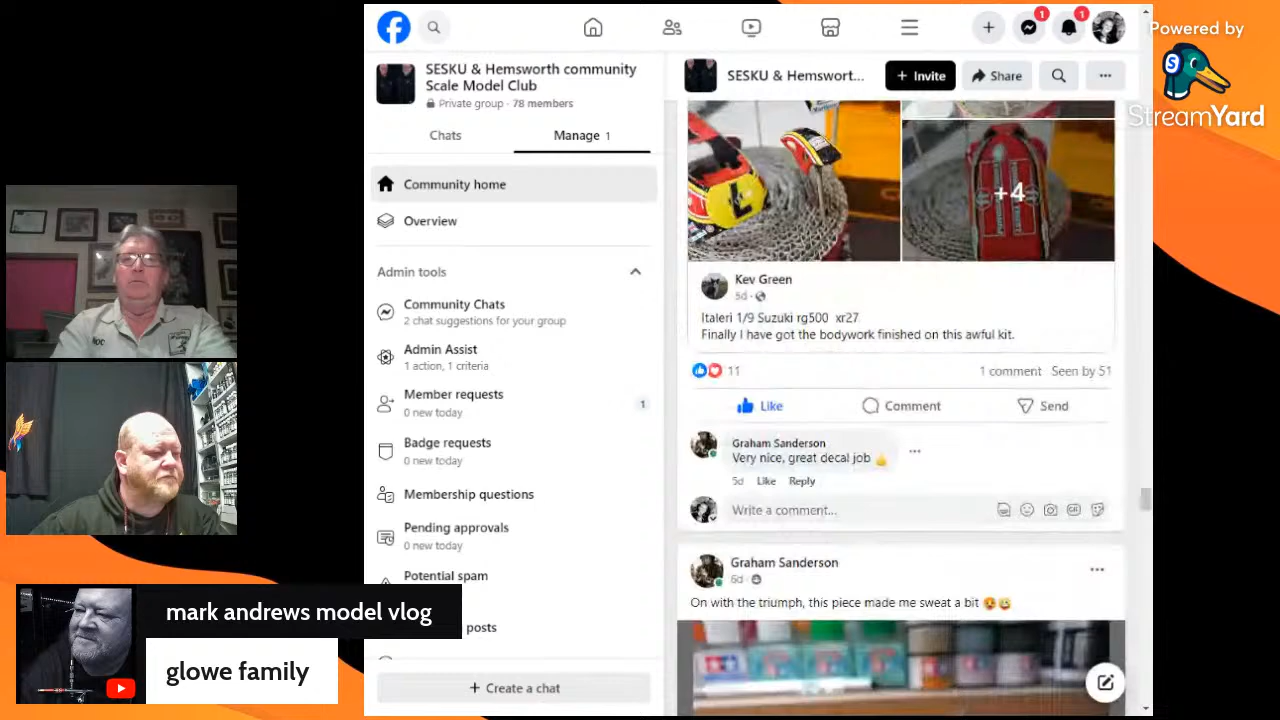 SESKU & Hemsworth community
Scale Model Club
Private group · 78 members
Chats
Manage 1
Community home
Overview
Admin tools
Community Chats
2 chat suggestions for your group
Admin Assist
1 action, 1 criteria
Member requests
0 new today
1
Badge requests
0 new today
Membership questions
Pending approvals
0 new today
Potential spam
posts
+ Create a chat
SESKU & Hemswort...
+ Invite
Share
1
1
+4
Kev Green
5d
Italeri 1/9 Suzuki rg500 xr27
Finally I have got the bodywork finished on this awful kit.
11
1 comment Seen by 51
Like
Comment
Send
Graham Sanderson
Very nice, great decal job 👍
5d Like Reply
Write a comment...
GIF
Graham Sanderson
6d
On with the triumph, this piece made me sweat a bit 🥵😅
Powered by
S
StreamYard
mark andrews model vlog
glowe family